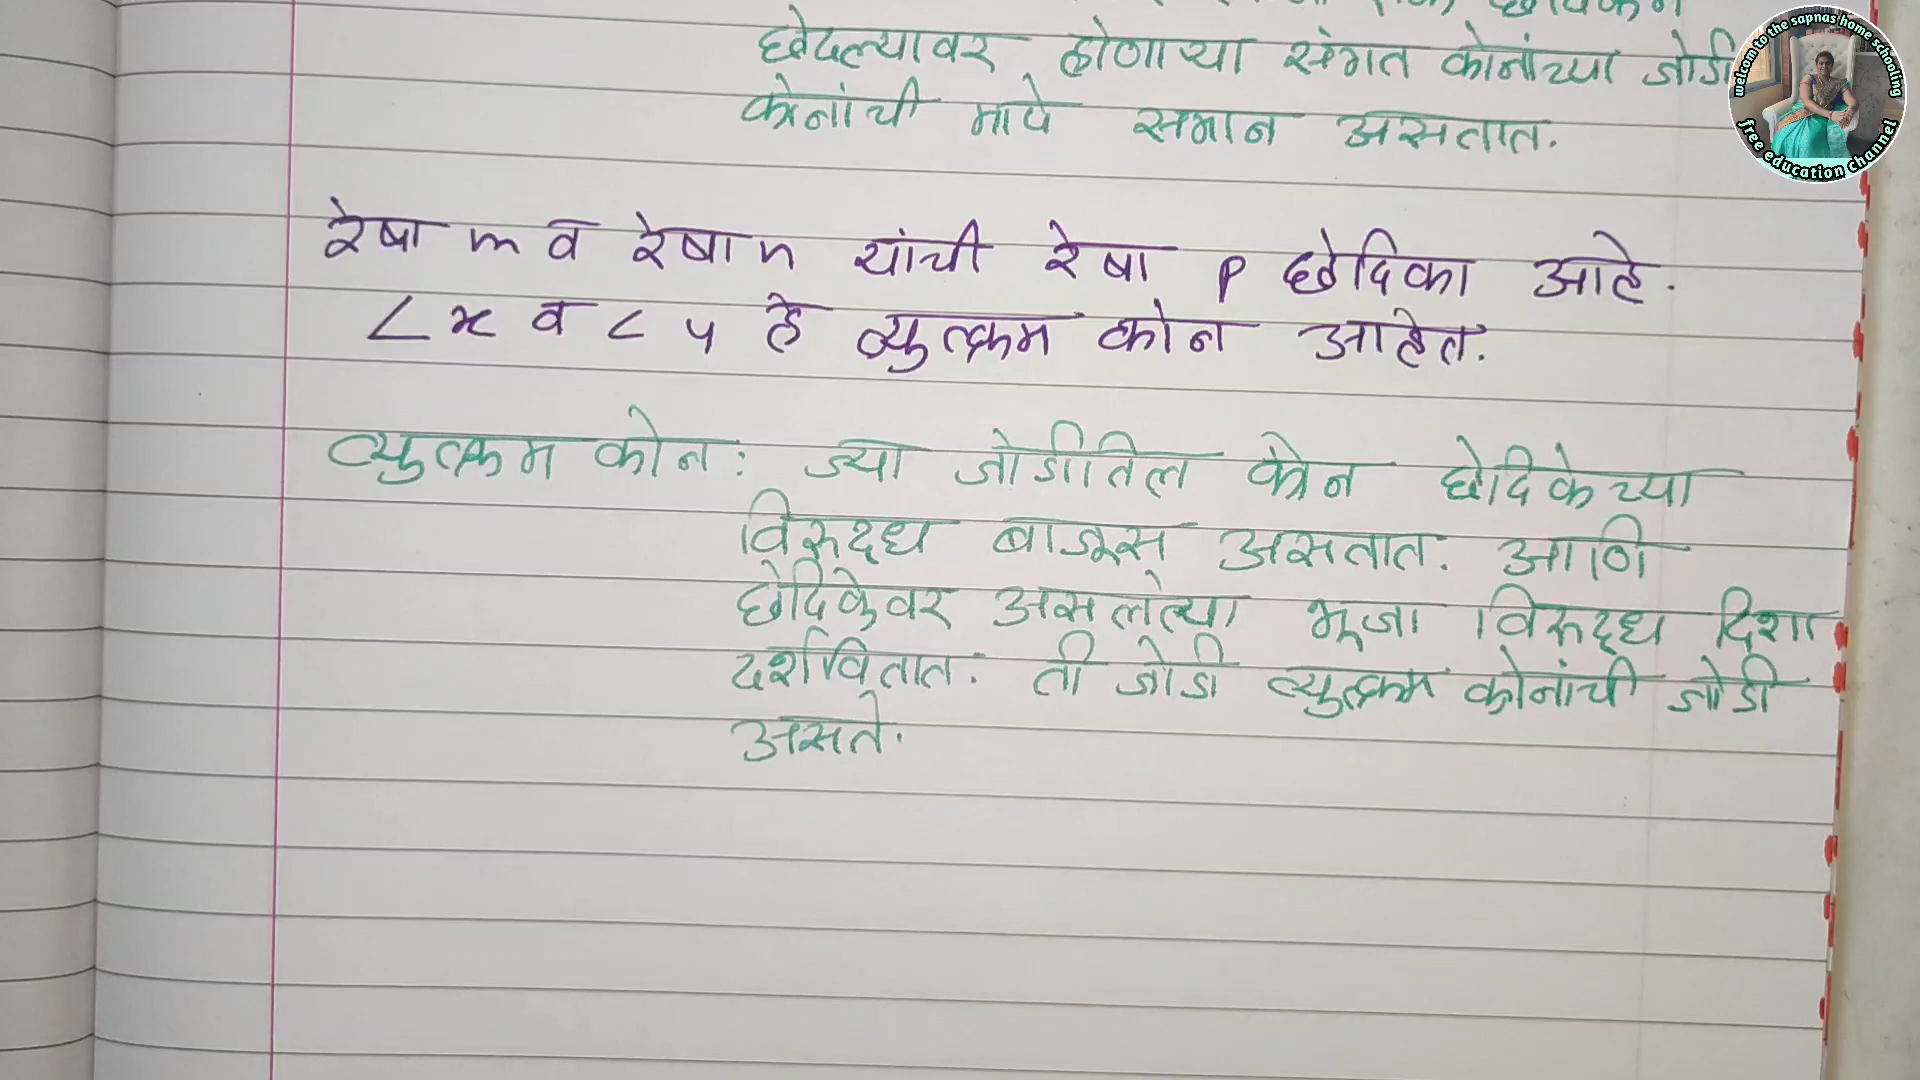 छेदिकेने
छेदल्यावर होणाऱ्या संगत कोनांच्या जोडी
कोनांची मापे समान असतात.
रेषा m व रेषा n यांची रेषा p छेदिका आहे.
∠x व ∠y हे व्युत्क्रम कोन आहेत.
व्युत्क्रम कोन: ज्या जोडीतिल कोन छेदिकेच्या
विरुद्ध बाजूस असतात. आणि
छेदिकेवर असलेल्या भूजा विरुद्ध दिशा
दर्शवितात. ती जोडी व्युत्क्रम कोनांची जोडी
असते.
welcom to the sapnas home schooling
free education channel